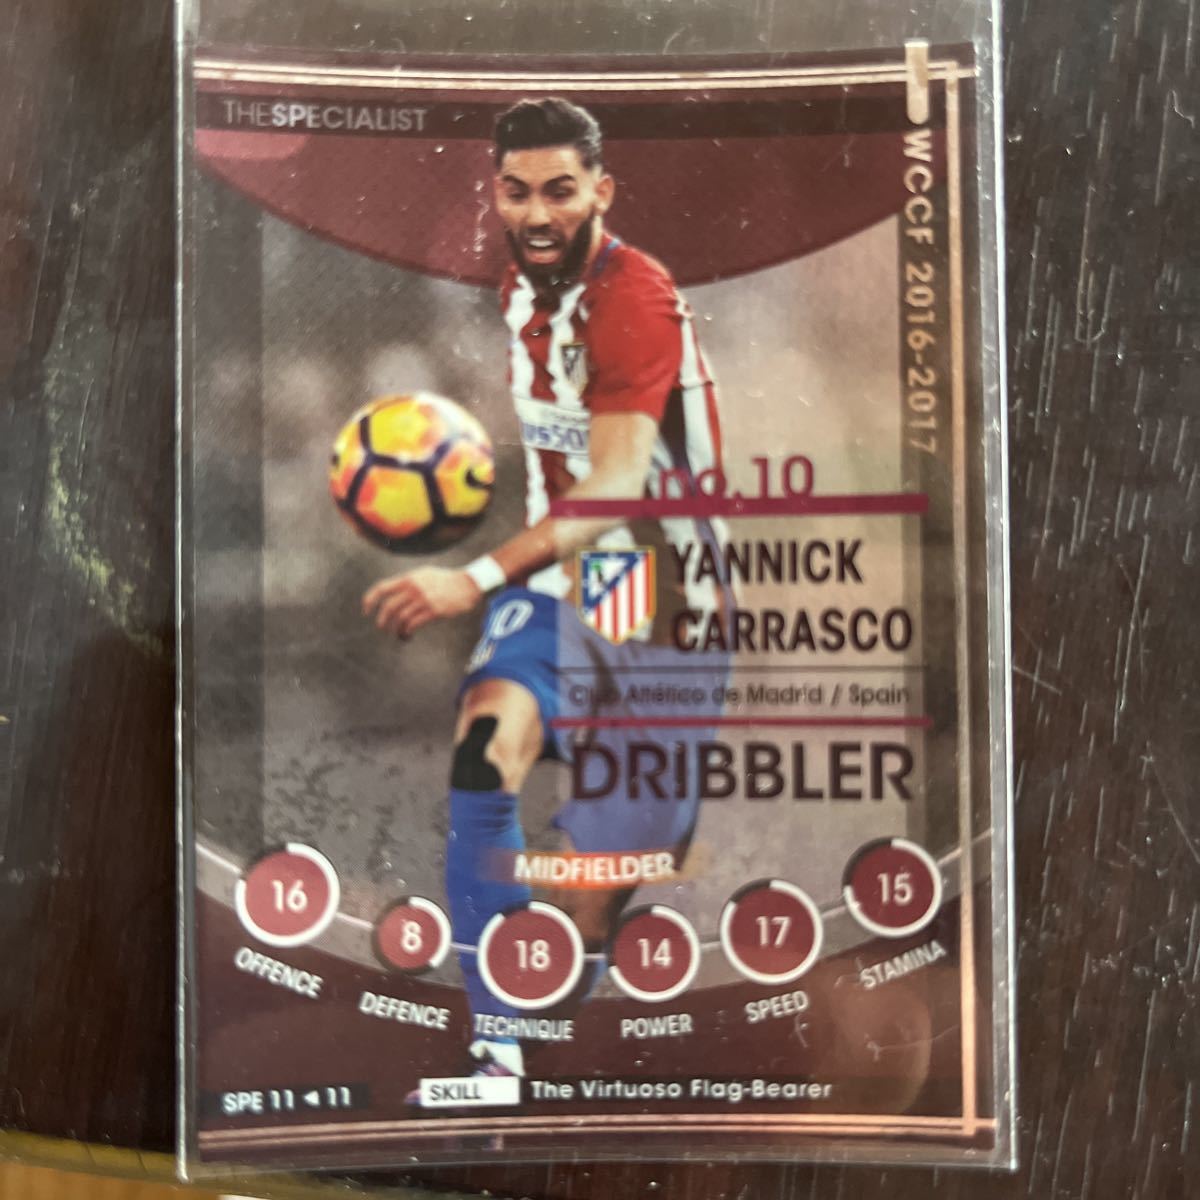 THESPECIALIST
WCCF 2016-2017
no.10
YANNICK
CARRASCO
Club Atlético de Madrid / Spain
DRIBBLER
10
MIDFIELDER
16
8
18
14
17
15
OFFENCE
DEFENCE
TECHNIQUE
POWER
SPEED
STAMINA
SPE 11 ◄ 11
SKILL The Virtuoso Flag-Bearer